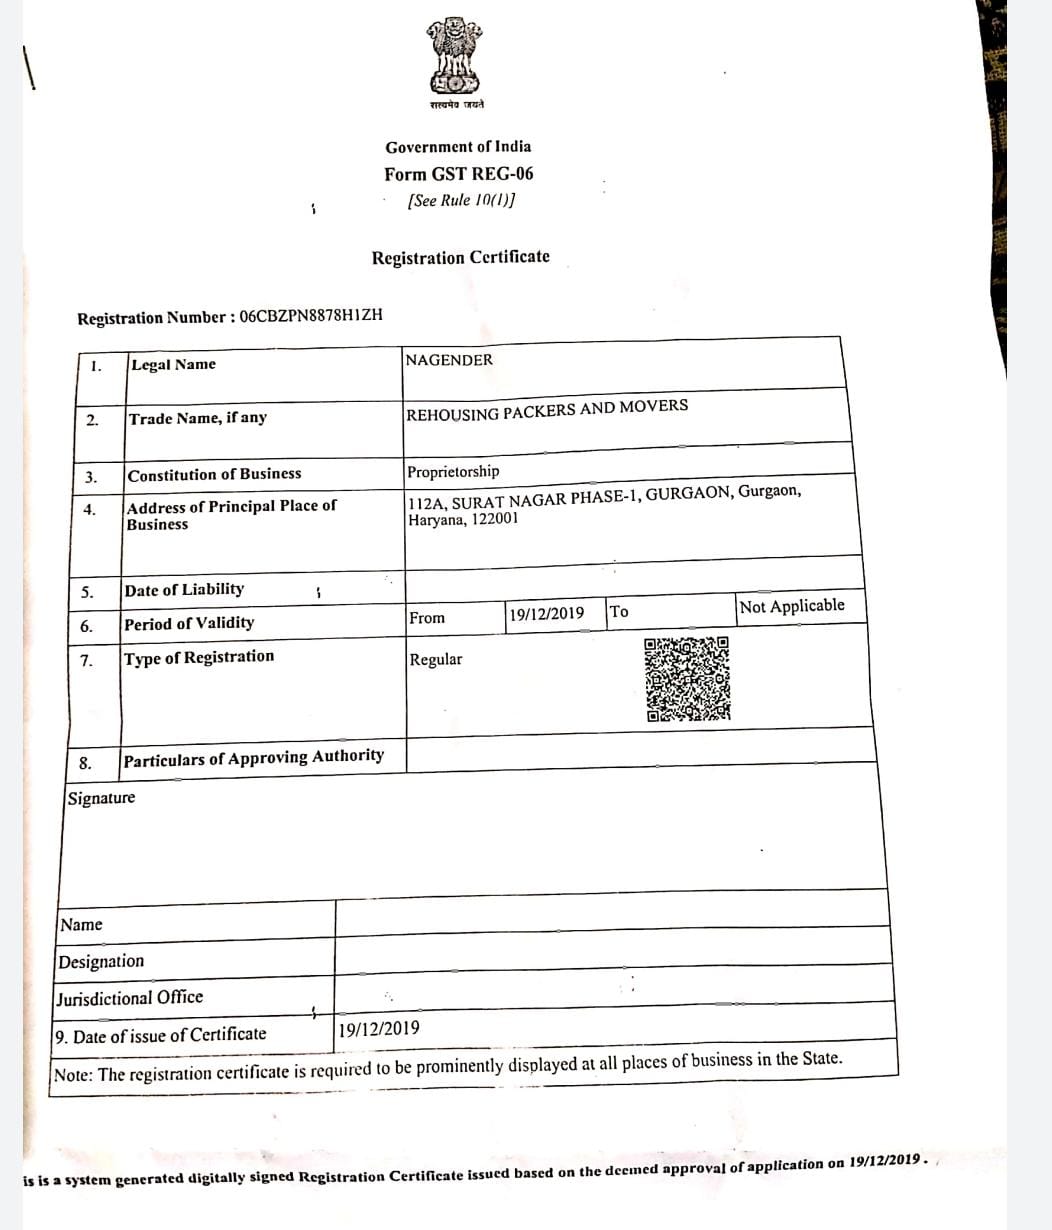 सत्यमेव जयते
Government of India
Form GST REG-06
[See Rule 10(1)]
Registration Certificate
Registration Number : 06CBZPN8878H1ZH
1. Legal Name NAGENDER
2. Trade Name, if any REHOUSING PACKERS AND MOVERS
3. Constitution of Business Proprietorship
4. Address of Principal Place of Business 112A, SURAT NAGAR PHASE-1, GURGAON, Gurgaon,
Haryana, 122001
5. Date of Liability
6. Period of Validity From 19/12/2019 To Not Applicable
7. Type of Registration Regular
8. Particulars of Approving Authority
Signature
Name
Designation
Jurisdictional Office
9. Date of issue of Certificate 19/12/2019
Note: The registration certificate is required to be prominently displayed at all places of business in the State.
is is a system generated digitally signed Registration Certificate issued based on the deemed approval of application on 19/12/2019 .